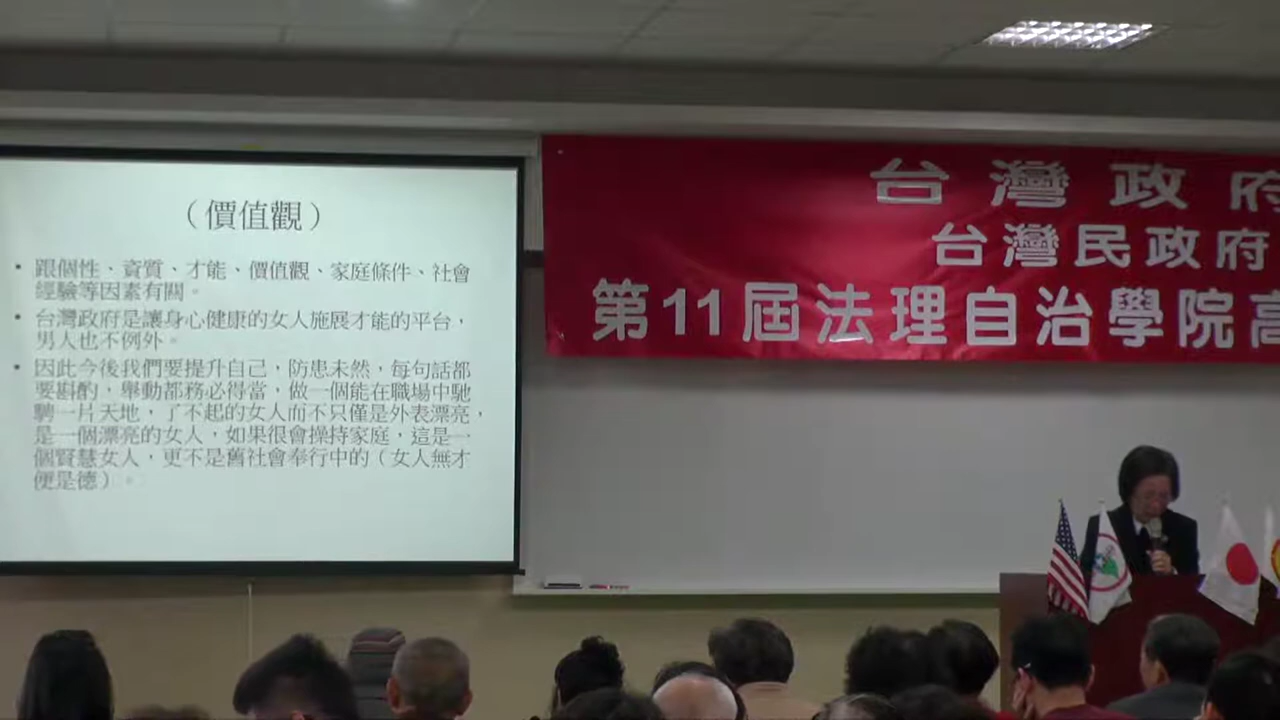 (價值觀)
• 跟個性、資質、才能、價值觀、家庭條件、社會
經驗等因素有關。
• 台灣政府是讓身心健康的女人施展才能的平台，
男人也不例外。
• 因此今後我們要提升自己，防患未然，每句話都
要斟酌，舉動都務必得當，做一個能在職場中馳
騁一片天地，了不起的女人而不只僅是外表漂亮，
是一個漂亮的女人，如果很會操持家庭，這是一
個賢慧女人，更不是舊社會奉行中的(女人無才
便是德)。
台灣政府
台灣民政府
第11屆法理自治學院高